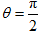 θ = π/2